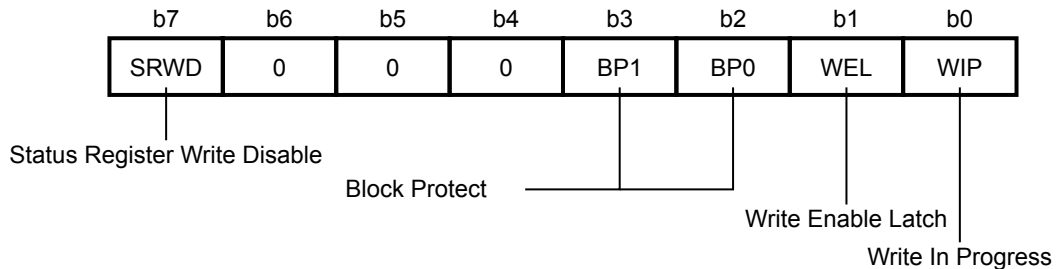 b7 b6 b5 b4 b3 b2 b1 b0
SRWD 0 0 0 BP1 BP0 WEL WIP
Status Register Write Disable
Block Protect
Write Enable Latch
Write In Progress